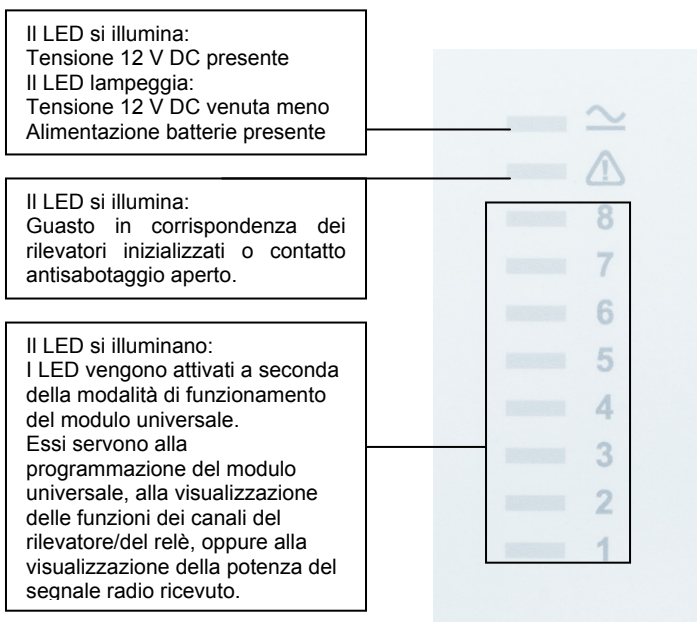 Il LED si illumina:
Tensione 12 V DC presente
Il LED lampeggia:
Tensione 12 V DC venuta meno
Alimentazione batterie presente
Il LED si illumina:
Guasto in corrispondenza dei
rilevatori inizializzati o contatto
antisabotaggio aperto.
Il LED si illuminano:
I LED vengono attivati a seconda
della modalità di funzionamento
del modulo universale.
Essi servono alla
programmazione del modulo
universale, alla visualizzazione
delle funzioni dei canali del
rilevatore/del relè, oppure alla
visualizzazione della potenza del
segnale radio ricevuto.
8
7
6
5
4
3
2
1